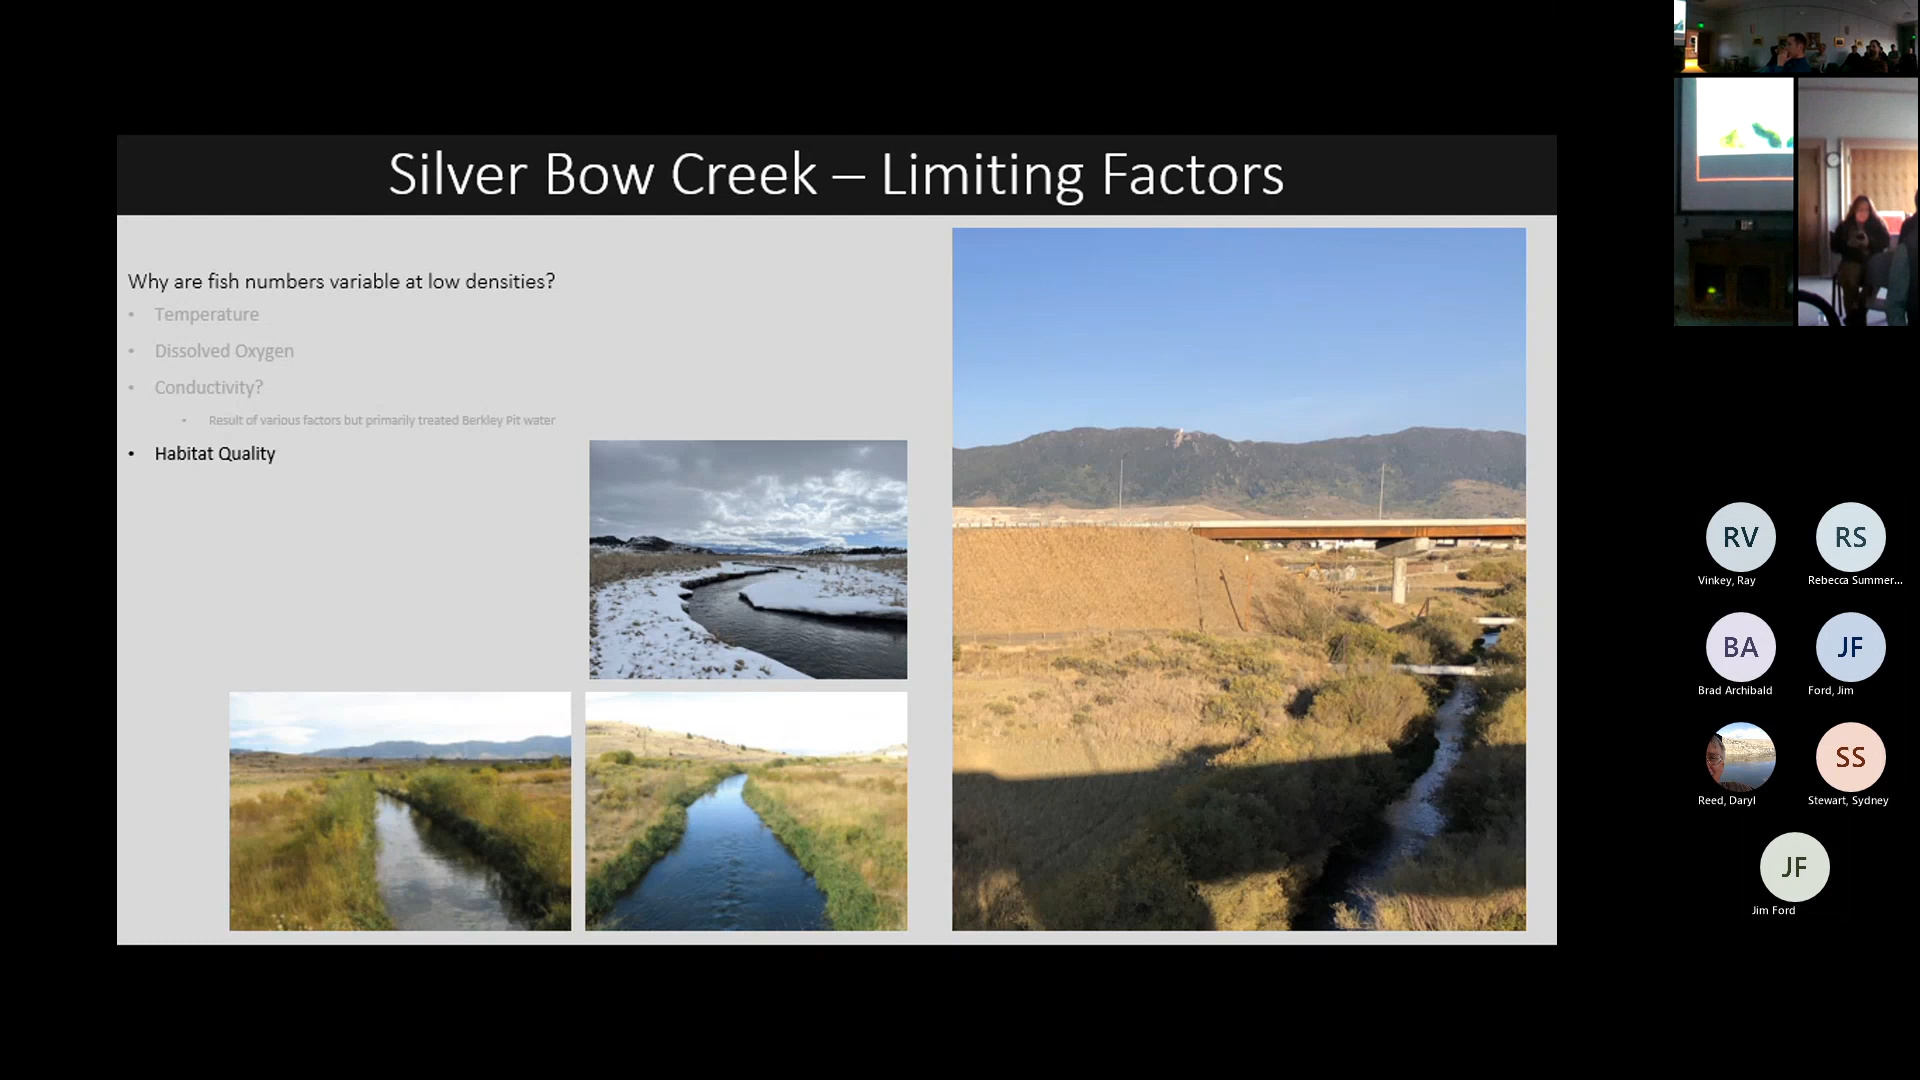 Silver Bow Creek – Limiting Factors
Why are fish numbers variable at low densities?
• Temperature
• Dissolved Oxygen
• Conductivity?
• Result of various factors but primarily treated Berkley Pit water
• Habitat Quality
RV
Vinkey, Ray
RS
Rebecca Summer...
BA
Brad Archibald
JF
Ford, Jim
Reed, Daryl
SS
Stewart, Sydney
JF
Jim Ford